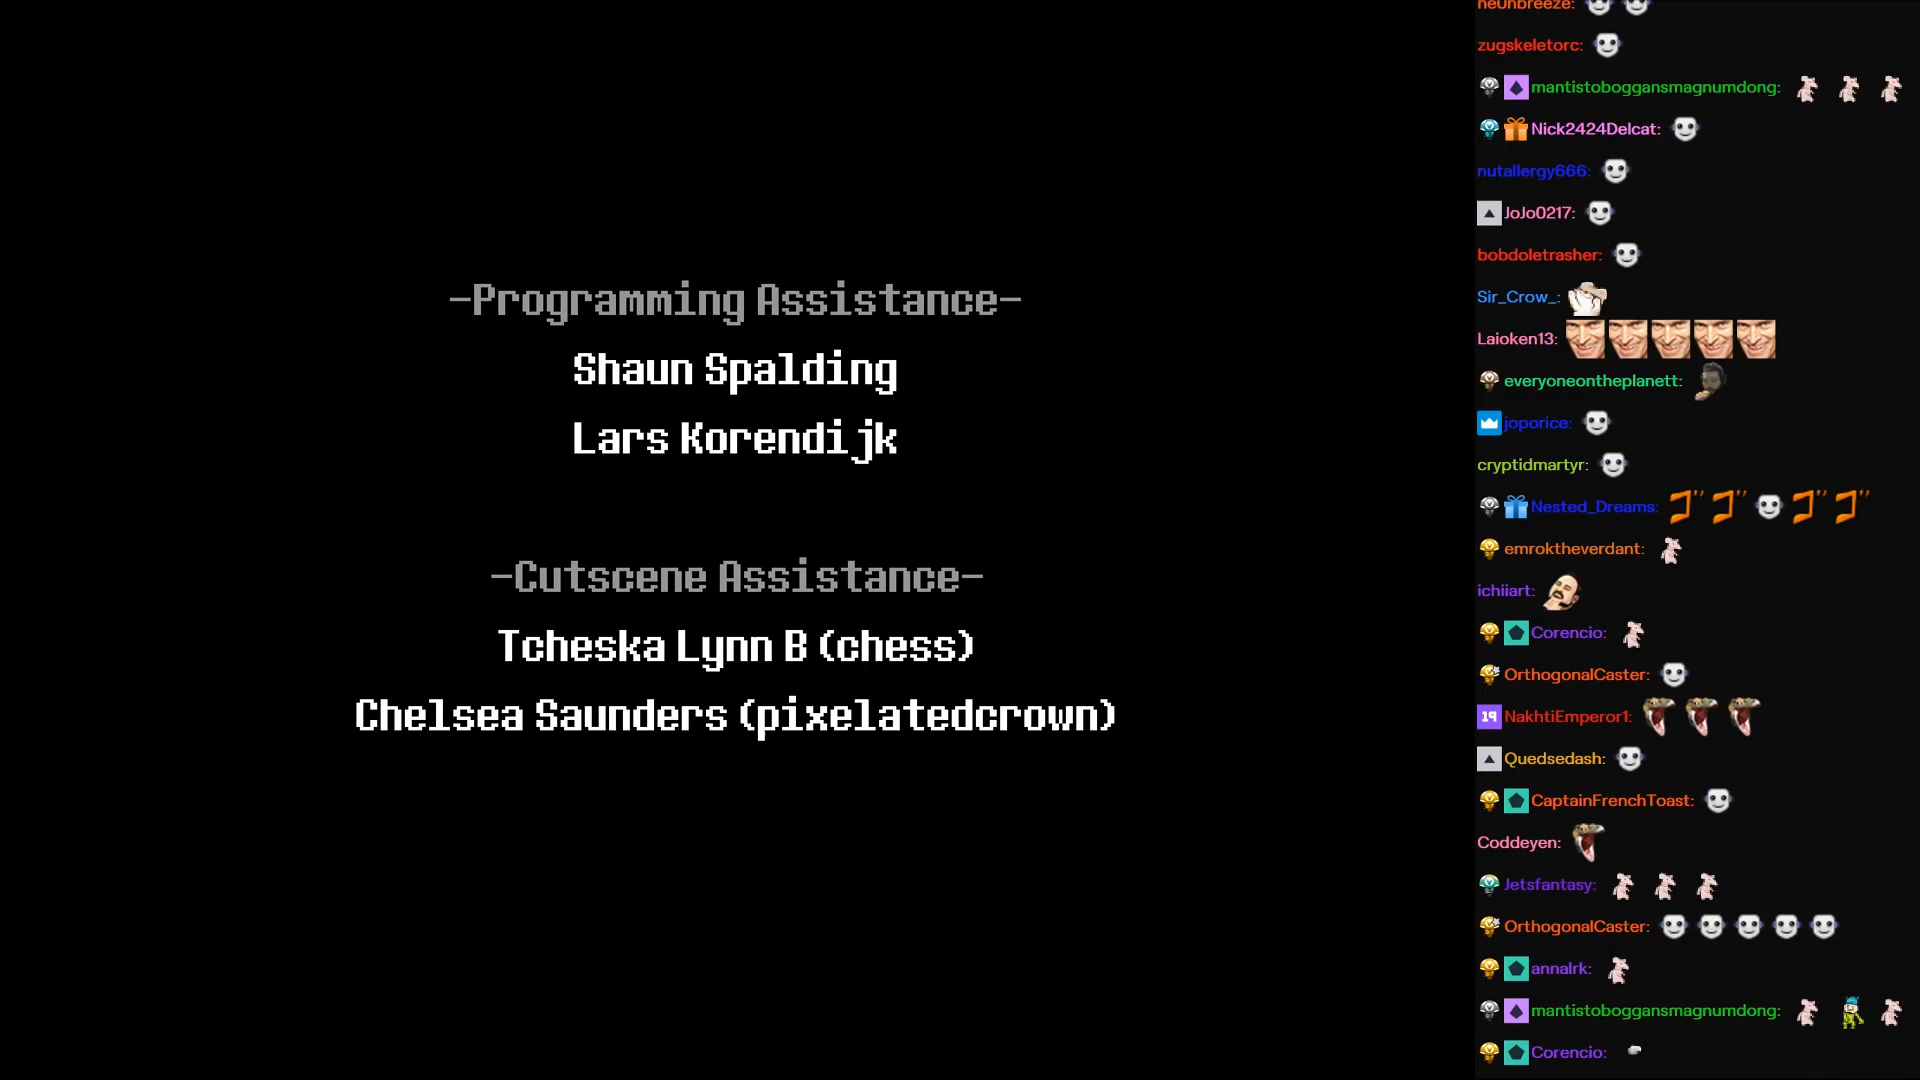 -Programming Assistance-
Shaun Spalding
Lars Korendijk
-Cutscene Assistance-
Tcheska Lynn B (chess)
Chelsea Saunders (pixelatedcrown)
neunbreeze:
zugskeletorc:
mantistoboggansmagnumdong:
Nick2424Delcat:
nutallergy666:
JoJo0217:
bobdoletrasher:
Sir_Crow_:
Laioken13:
everyoneontheplanett:
joporice:
cryptidmartyr:
Nested_Dreams:
emroktheverdant:
ichiiart:
Corencio:
OrthogonalCaster:
19 NakhtiEmperor1:
Quedsedash:
CaptainFrenchToast:
Coddeyen:
Jetsfantasy:
OrthogonalCaster:
annalrk:
mantistoboggansmagnumdong:
Corencio: